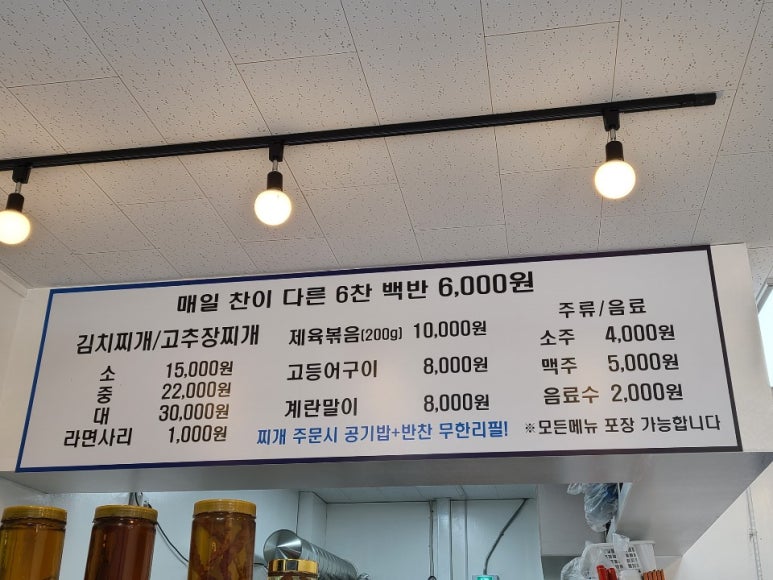 매일 찬이 다른 6찬 백반 6,000원
김치찌개/고추장찌개
소 15,000원
중 22,000원
대 30,000원
라면사리 1,000원
제육볶음(200g) 10,000원
고등어구이 8,000원
계란말이 8,000원
찌개 주문시 공기밥+반찬 무한리필!
주류/음료
소주 4,000원
맥주 5,000원
음료수 2,000원
※모든메뉴 포장 가능합니다